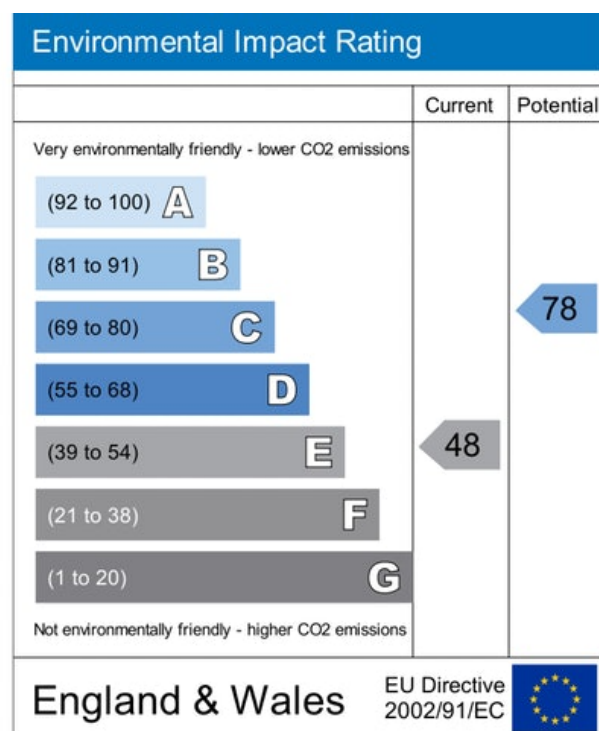 Environmental Impact Rating
Current Potential
Very environmentally friendly - lower CO2 emissions
(92 to 100) A
(81 to 91) B
(69 to 80) C
78
(55 to 68) D
(39 to 54) E
48
(21 to 38) F
(1 to 20) G
Not environmentally friendly - higher CO2 emissions
England & Wales
EU Directive
2002/91/EC